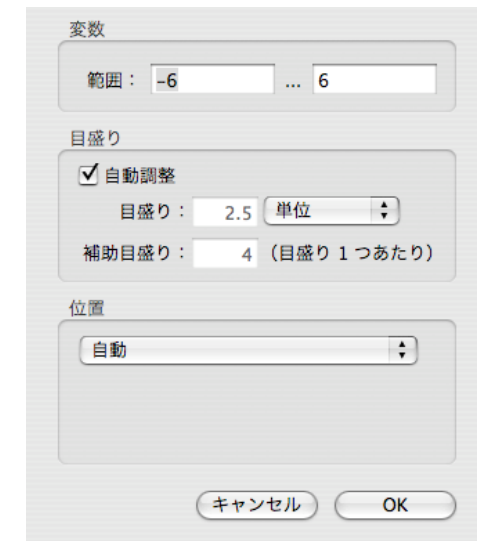 変数
範囲： −6 ... 6
目盛り
自動調整
目盛り： 2.5 単位
補助目盛り： 4 （目盛り 1 つあたり）
位置
自動
キャンセル OK